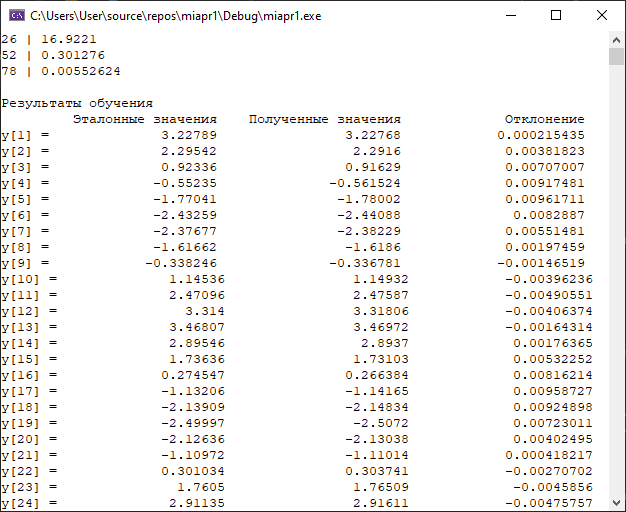 C:\Users\User\source\repos\miapr1\Debug\miapr1.exe
26 | 16.9221
52 | 0.301276
78 | 0.00552624
Результаты обучения
Эталонные значения Полученные значения Отклонение
y[1] = 3.22789 3.22768 0.000215435
y[2] = 2.29542 2.2916 0.00381823
y[3] = 0.92336 0.91629 0.00707007
y[4] = -0.55235 -0.561524 0.00917481
y[5] = -1.77041 -1.78002 0.00961711
y[6] = -2.43259 -2.44088 0.0082887
y[7] = -2.37677 -2.38229 0.00551481
y[8] = -1.61662 -1.6186 0.00197459
y[9] = -0.338246 -0.336781 -0.00146519
y[10] = 1.14536 1.14932 -0.00396236
y[11] = 2.47096 2.47587 -0.00490551
y[12] = 3.314 3.31806 -0.00406374
y[13] = 3.46807 3.46972 -0.00164314
y[14] = 2.89546 2.8937 0.00176365
y[15] = 1.73636 1.73103 0.00532252
y[16] = 0.274547 0.266384 0.00816214
y[17] = -1.13206 -1.14165 0.00958727
y[18] = -2.13909 -2.14834 0.00924898
y[19] = -2.49997 -2.5072 0.00723011
y[20] = -2.12636 -2.13038 0.00402495
y[21] = -1.10972 -1.11014 0.000418217
y[22] = 0.301034 0.303741 -0.00270702
y[23] = 1.7605 1.76509 -0.0045856
y[24] = 2.91135 2.91611 -0.00475757